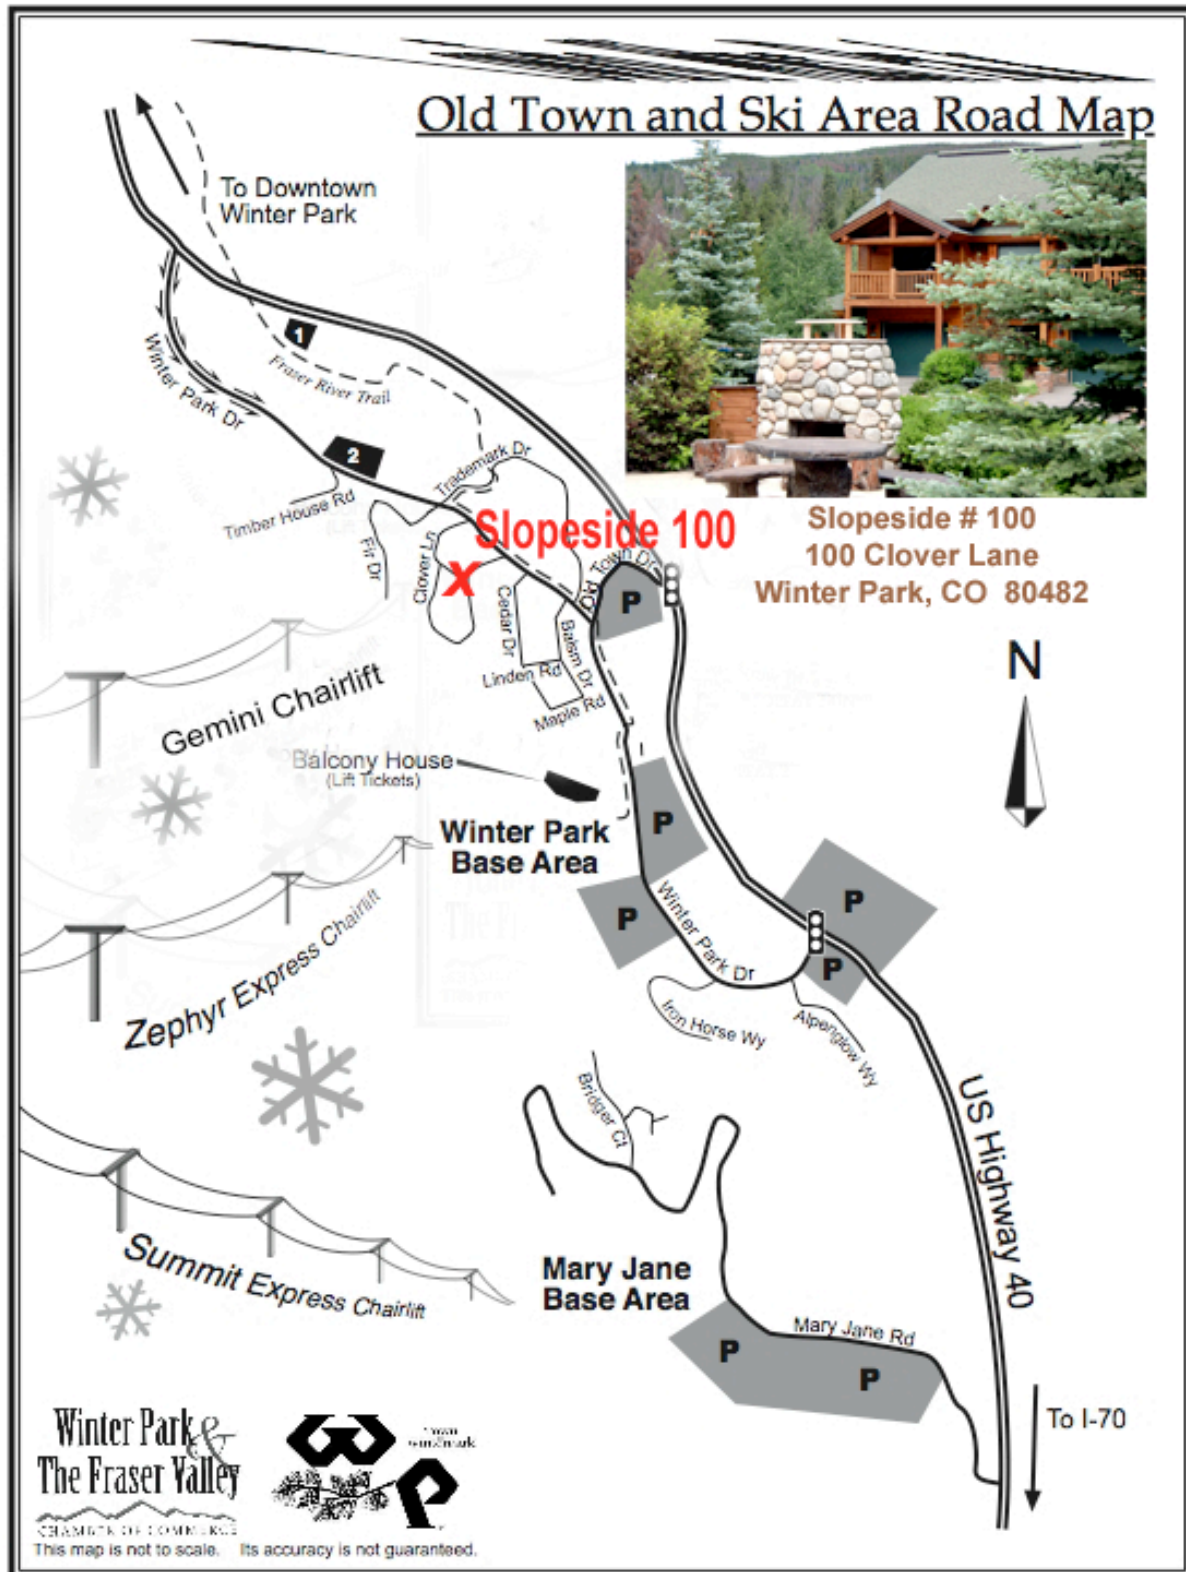 Old Town and Ski Area Road Map
To Downtown
Winter Park
1
Fraser River Trail
Winter Park Dr
2
Trademark Dr
Timber House Rd
Slopeside 100
Slopeside # 100
100 Clover Lane
Winter Park, CO 80482
Fir Dr
Clover Ln
X
Old Town Dr
P
Cedar Dr
Balsm Dr
Linden Rd
Maple Rd
N
Gemini Chairlift
Balcony House
(Lift Tickets)
Winter Park
Base Area
P
P
P
P
Winter Park Dr
Zephyr Express Chairlift
Iron Horse Wy
Alpenglow Wy
Bridger Ct
US Highway 40
Summit Express Chairlift
Mary Jane
Base Area
Mary Jane Rd
P
P
To I-70
Winter Park &
The Fraser Valley
CHAMBER OF COMMERCE
This map is not to scale. Its accuracy is not guaranteed.